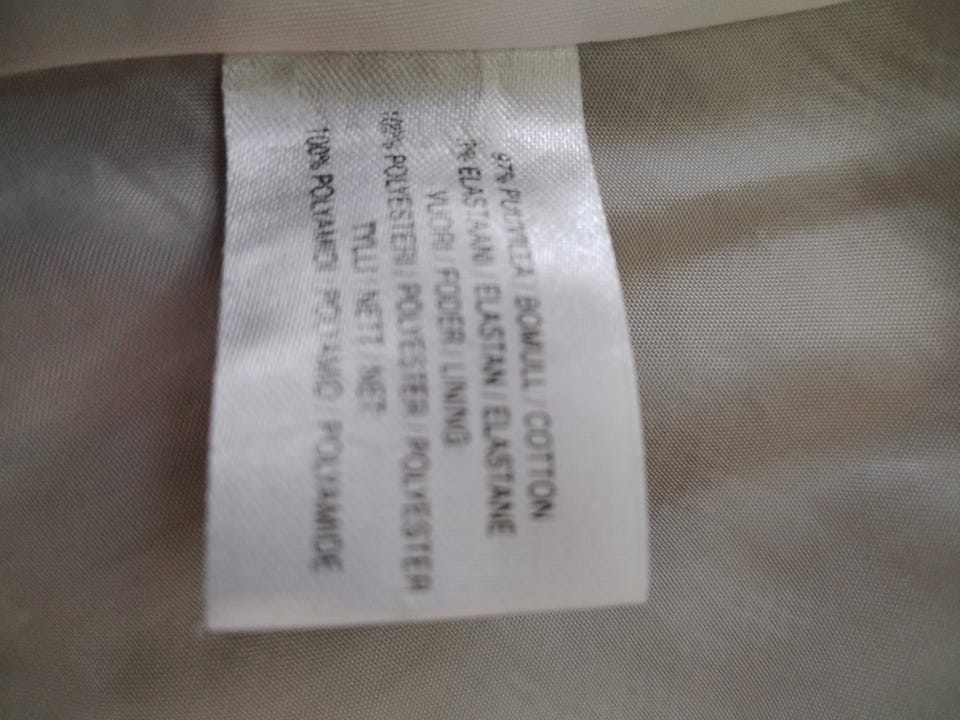 97% PUUVILLA / BOMULL / COTTON
ELASTAANI / ELASTAN / ELASTANE
VUORI / FODER / LINING
100% POLYESTERI / POLYESTER / POLYESTER
TYLLI / NETT / NET
100% POLYAMIDI POLYAMID / POLYAMIDE